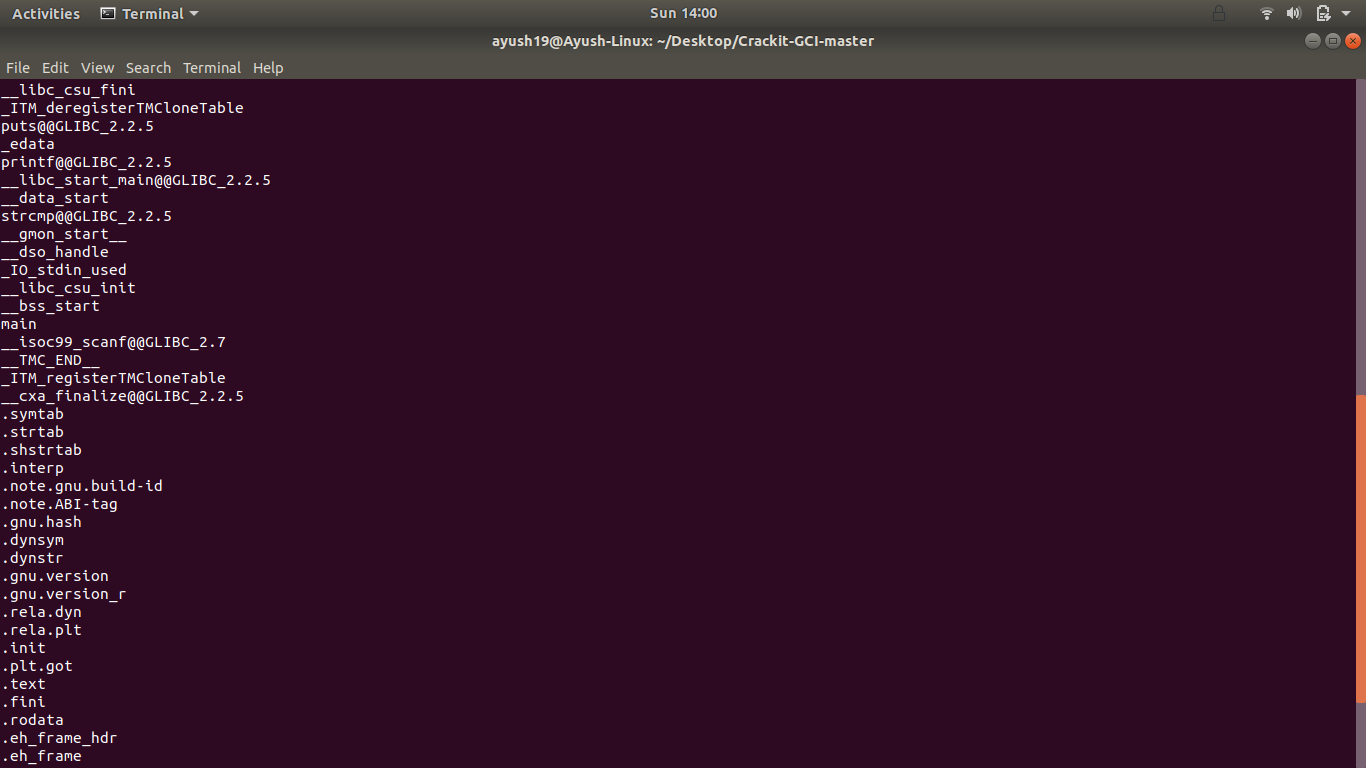 Activities Terminal Sun 14:00
ayush19@Ayush-Linux: ~/Desktop/Crackit-GCI-master
File Edit View Search Terminal Help
__libc_csu_fini
_ITM_deregisterTMCloneTable
puts@@GLIBC_2.2.5
_edata
printf@@GLIBC_2.2.5
__libc_start_main@@GLIBC_2.2.5
__data_start
strcmp@@GLIBC_2.2.5
__gmon_start__
__dso_handle
_IO_stdin_used
__libc_csu_init
__bss_start
main
__isoc99_scanf@@GLIBC_2.7
__TMC_END__
_ITM_registerTMCloneTable
__cxa_finalize@@GLIBC_2.2.5
.symtab
.strtab
.shstrtab
.interp
.note.gnu.build-id
.note.ABI-tag
.gnu.hash
.dynsym
.dynstr
.gnu.version
.gnu.version_r
.rela.dyn
.rela.plt
.init
.plt.got
.text
.fini
.rodata
.eh_frame_hdr
.eh_frame